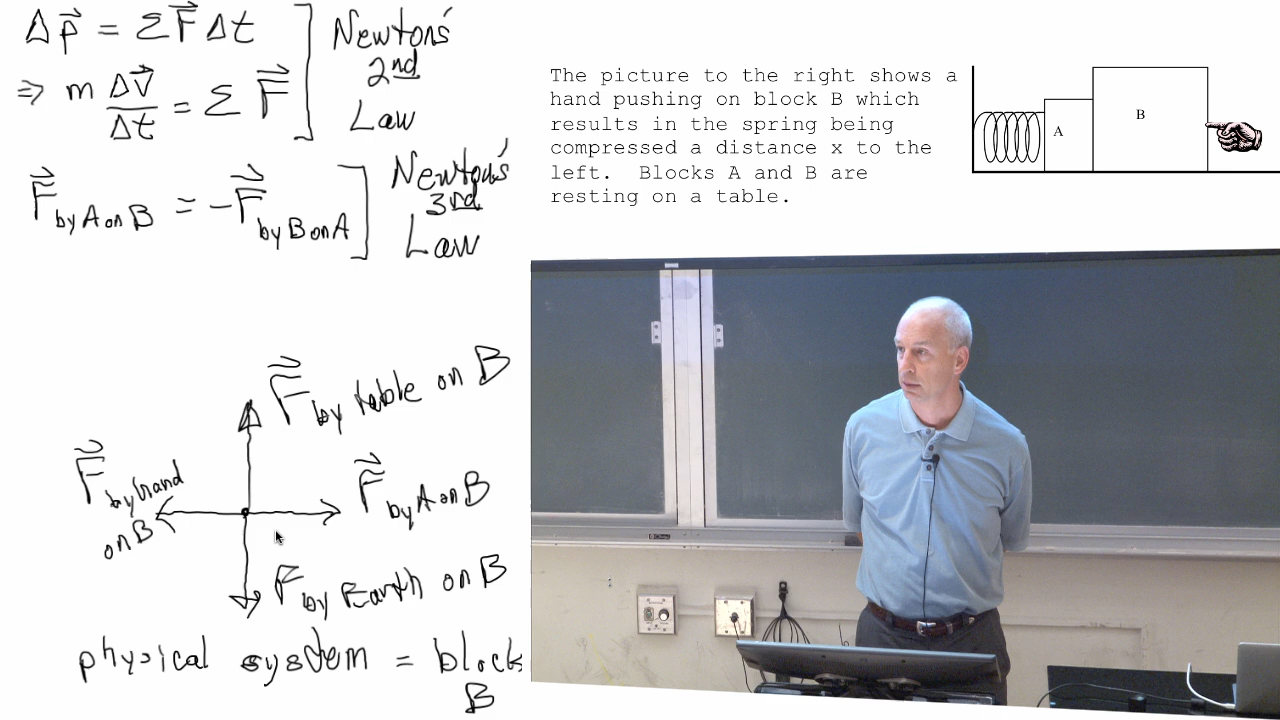 Δp⃗ = ΣF⃗ Δt
⇒ m Δv⃗/Δt = Σ F⃗
Newton's
2nd
Law
F⃗ by A on B = -F⃗ by B on A
Newton's
3rd
Law
The picture to the right shows a
hand pushing on block B which
results in the spring being
compressed a distance x to the
left. Blocks A and B are
resting on a table.
A
B
F⃗ by table on B
F⃗ by hand
on B
F⃗ by A on B
F by Earth on B
physical system = block
B